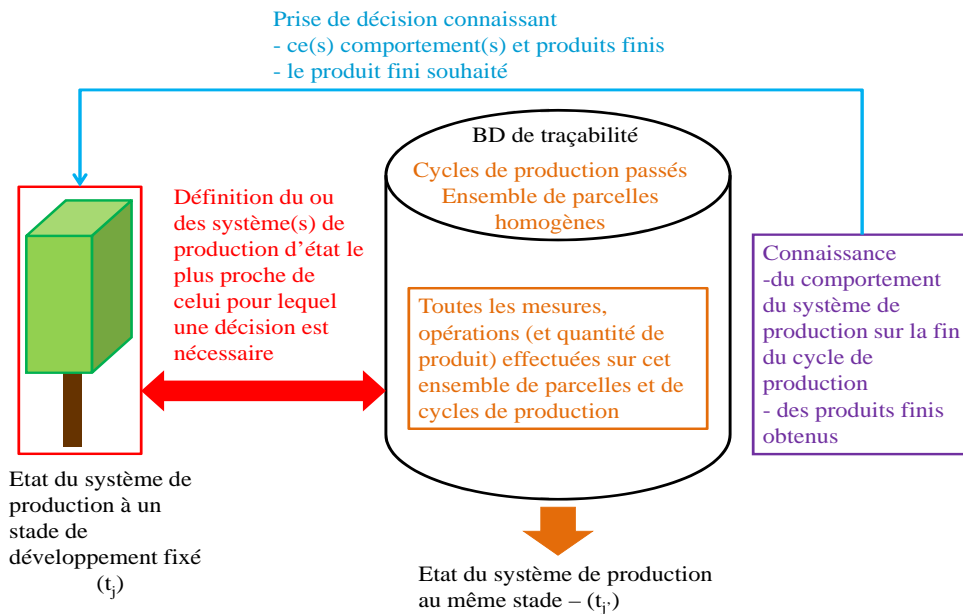 Prise de décision connaissant
- ce(s) comportement(s) et produits finis
- le produit fini souhaité
BD de traçabilité
Cycles de production passés
Ensemble de parcelles
homogènes
Définition du ou
des système(s) de
production d'état le
plus proche de
celui pour lequel
une décision est
nécessaire
Toutes les mesures,
opérations (et quantité de
produit) effectuées sur cet
ensemble de parcelles et de
cycles de production
Connaissance
-du comportement
du système de
production sur la fin
du cycle de
production
- des produits finis
obtenus
Etat du système de
production à un
stade de
développement fixé
(tj)
Etat du système de production
au même stade – (tj')